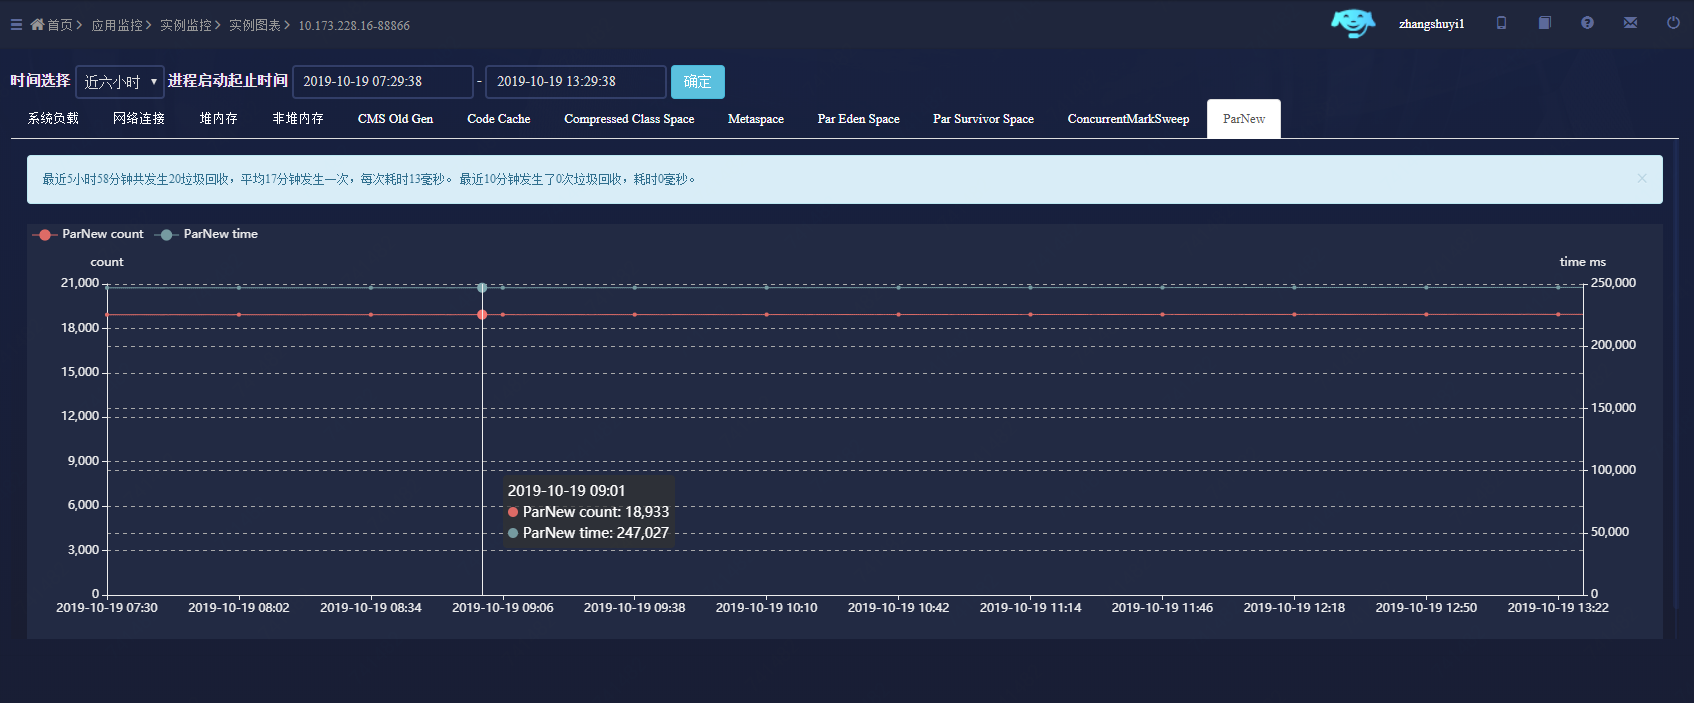 首页 应用监控 实例监控 实例图表 10.173.228.16-88866 zhangshuyi1
时间选择 近六小时 进程启动起止时间 2019-10-19 07:29:38 - 2019-10-19 13:29:38 确定
系统负载 网络连接 堆内存 非堆内存 CMS Old Gen Code Cache Compressed Class Space Metaspace Par Eden Space Par Survivor Space ConcurrentMarkSweep ParNew
最近5小时58分钟共发生20垃圾回收，平均17分钟发生一次，每次耗时13毫秒。 最近10分钟发生了0次垃圾回收，耗时0毫秒。 ×
ParNew count ParNew time
count time ms
21,000 250,000
18,000
200,000
15,000
12,000
150,000
9,000
100,000
6,000
50,000
3,000
0 0
2019-10-19 09:01
ParNew count: 18,933
ParNew time: 247,027
2019-10-19 07:30 2019-10-19 08:02 2019-10-19 08:34 2019-10-19 09:06 2019-10-19 09:38 2019-10-19 10:10 2019-10-19 10:42 2019-10-19 11:14 2019-10-19 11:46 2019-10-19 12:18 2019-10-19 12:50 2019-10-19 13:22